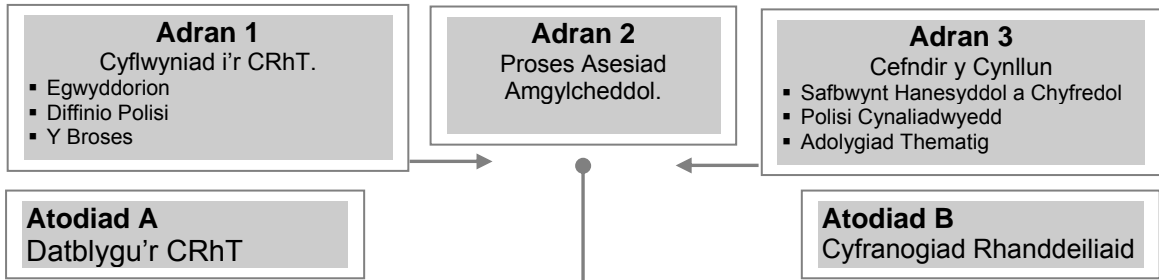 Adran 1
Cyflwyniad i'r CRhT.
▪ Egwyddorion
▪ Diffinio Polisi
▪ Y Broses
Adran 2
Proses Asesiad
Amgylcheddol.
Adran 3
Cefndir y Cynllun
▪ Safbwynt Hanesyddol a Chyfredol
▪ Polisi Cynaliadwyedd
▪ Adolygiad Thematig
Atodiad A
Datblygu'r CRhT
Atodiad B
Cyfranogiad Rhanddeiliaid